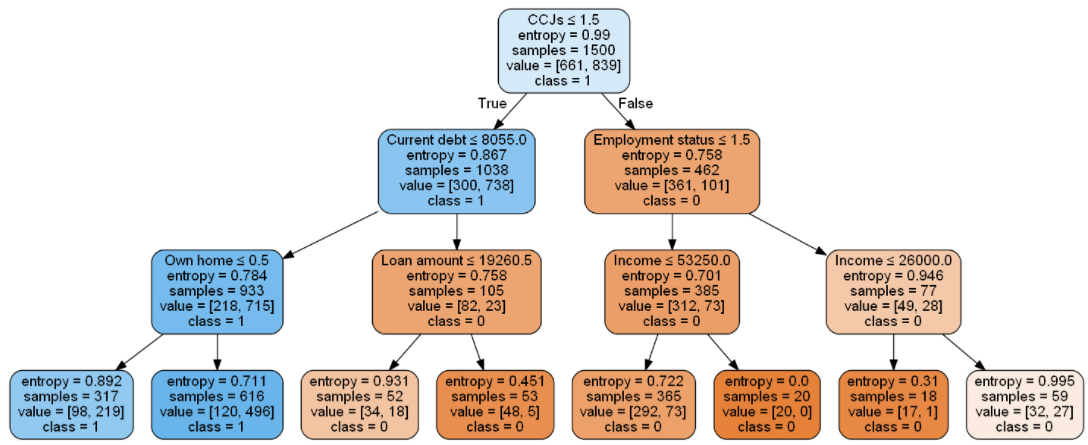 CCJs ≤ 1.5
entropy = 0.99
samples = 1500
value = [661, 839]
class = 1
True
False
Current debt ≤ 8055.0
entropy = 0.867
samples = 1038
value = [300, 738]
class = 1
Employment status ≤ 1.5
entropy = 0.758
samples = 462
value = [361, 101]
class = 0
Own home ≤ 0.5
entropy = 0.784
samples = 933
value = [218, 715]
class = 1
Loan amount ≤ 19260.5
entropy = 0.758
samples = 105
value = [82, 23]
class = 0
Income ≤ 53250.0
entropy = 0.701
samples = 385
value = [312, 73]
class = 0
Income ≤ 26000.0
entropy = 0.946
samples = 77
value = [49, 28]
class = 0
entropy = 0.892
samples = 317
value = [98, 219]
class = 1
entropy = 0.711
samples = 616
value = [120, 496]
class = 1
entropy = 0.931
samples = 52
value = [34, 18]
class = 0
entropy = 0.451
samples = 53
value = [48, 5]
class = 0
entropy = 0.722
samples = 365
value = [292, 73]
class = 0
entropy = 0.0
samples = 20
value = [20, 0]
class = 0
entropy = 0.31
samples = 18
value = [17, 1]
class = 0
entropy = 0.995
samples = 59
value = [32, 27]
class = 0